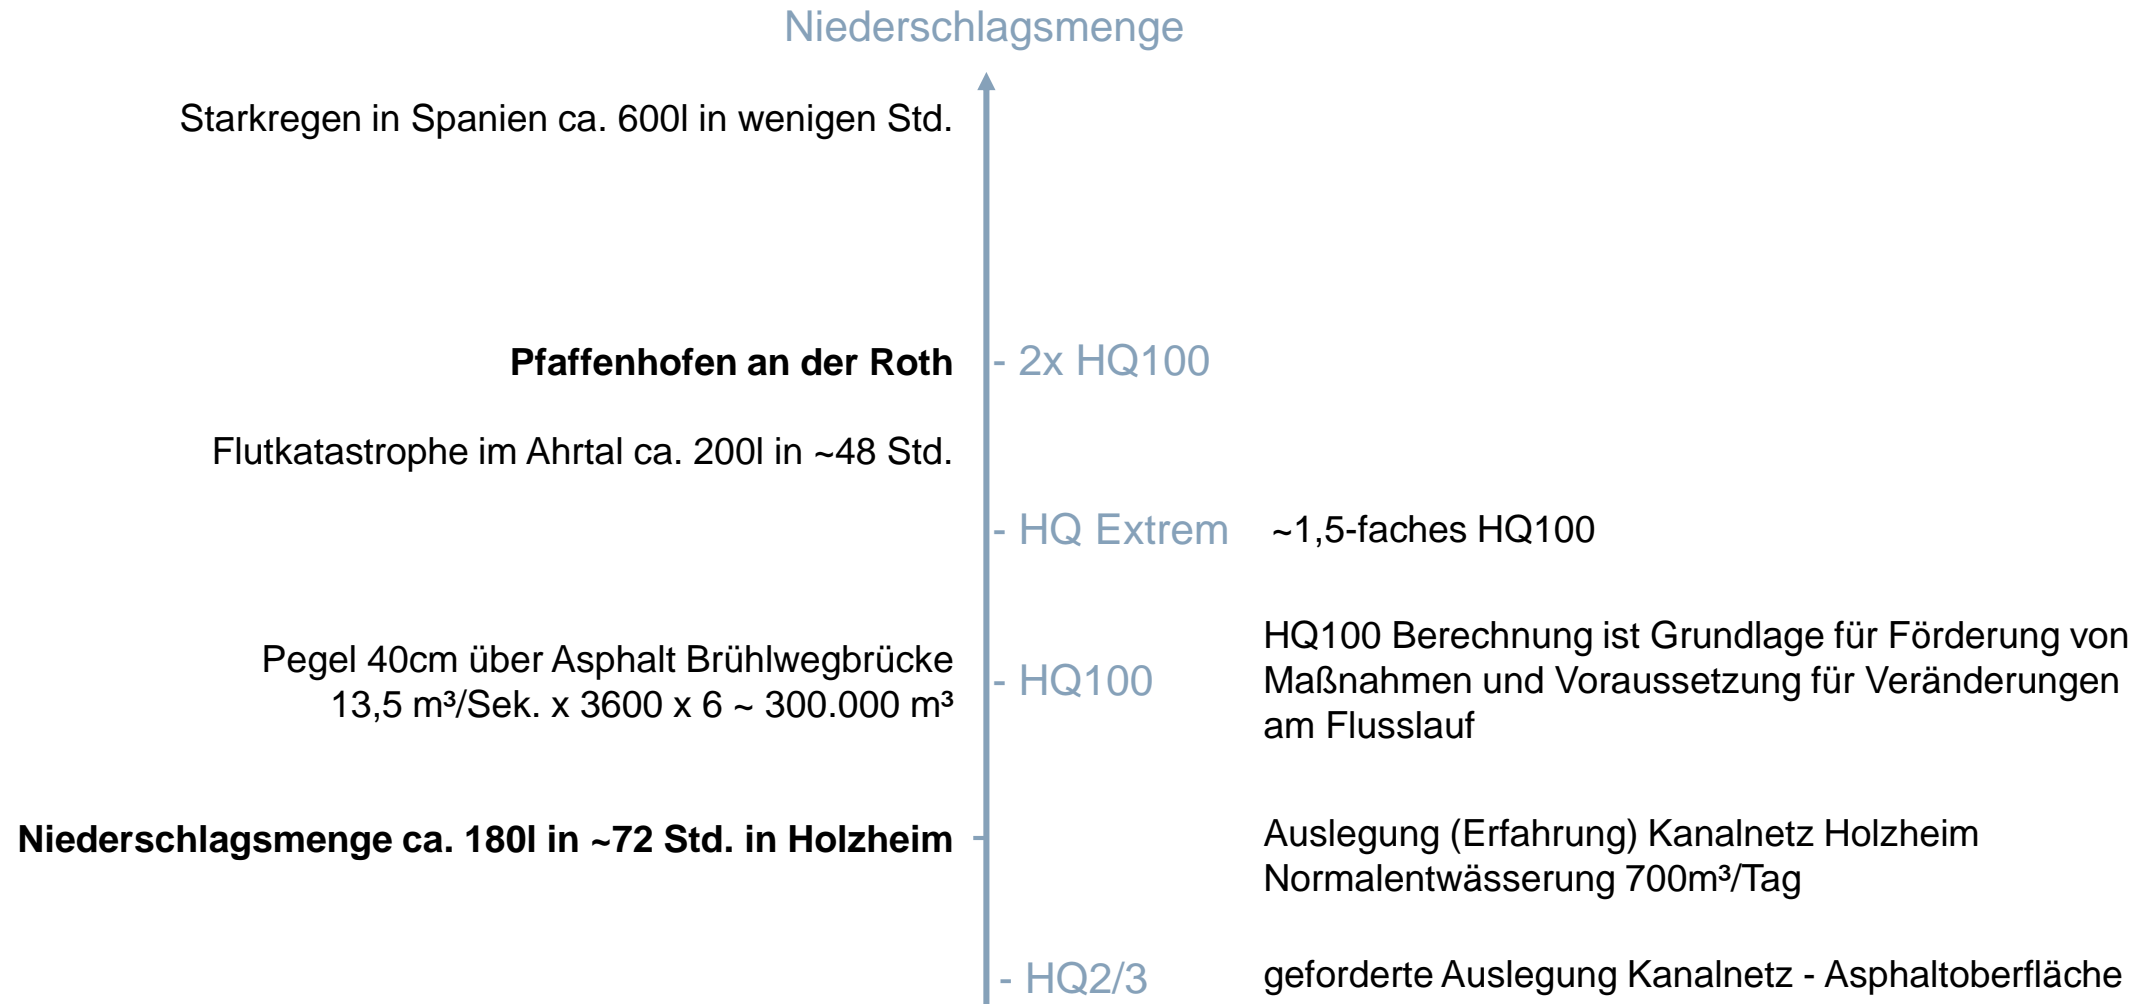 Niederschlagsmenge
Starkregen in Spanien ca. 600l in wenigen Std.
Pfaffenhofen an der Roth
- 2x HQ100
Flutkatastrophe im Ahrtal ca. 200l in ~48 Std.
- HQ Extrem
~1,5-faches HQ100
Pegel 40cm über Asphalt Brühlwegbrücke
13,5 m³/Sek. x 3600 x 6 ~ 300.000 m³
- HQ100
HQ100 Berechnung ist Grundlage für Förderung von
Maßnahmen und Voraussetzung für Veränderungen
am Flusslauf
Niederschlagsmenge ca. 180l in ~72 Std. in Holzheim
-
Auslegung (Erfahrung) Kanalnetz Holzheim
Normalentwässerung 700m³/Tag
- HQ2/3
geforderte Auslegung Kanalnetz - Asphaltoberfläche